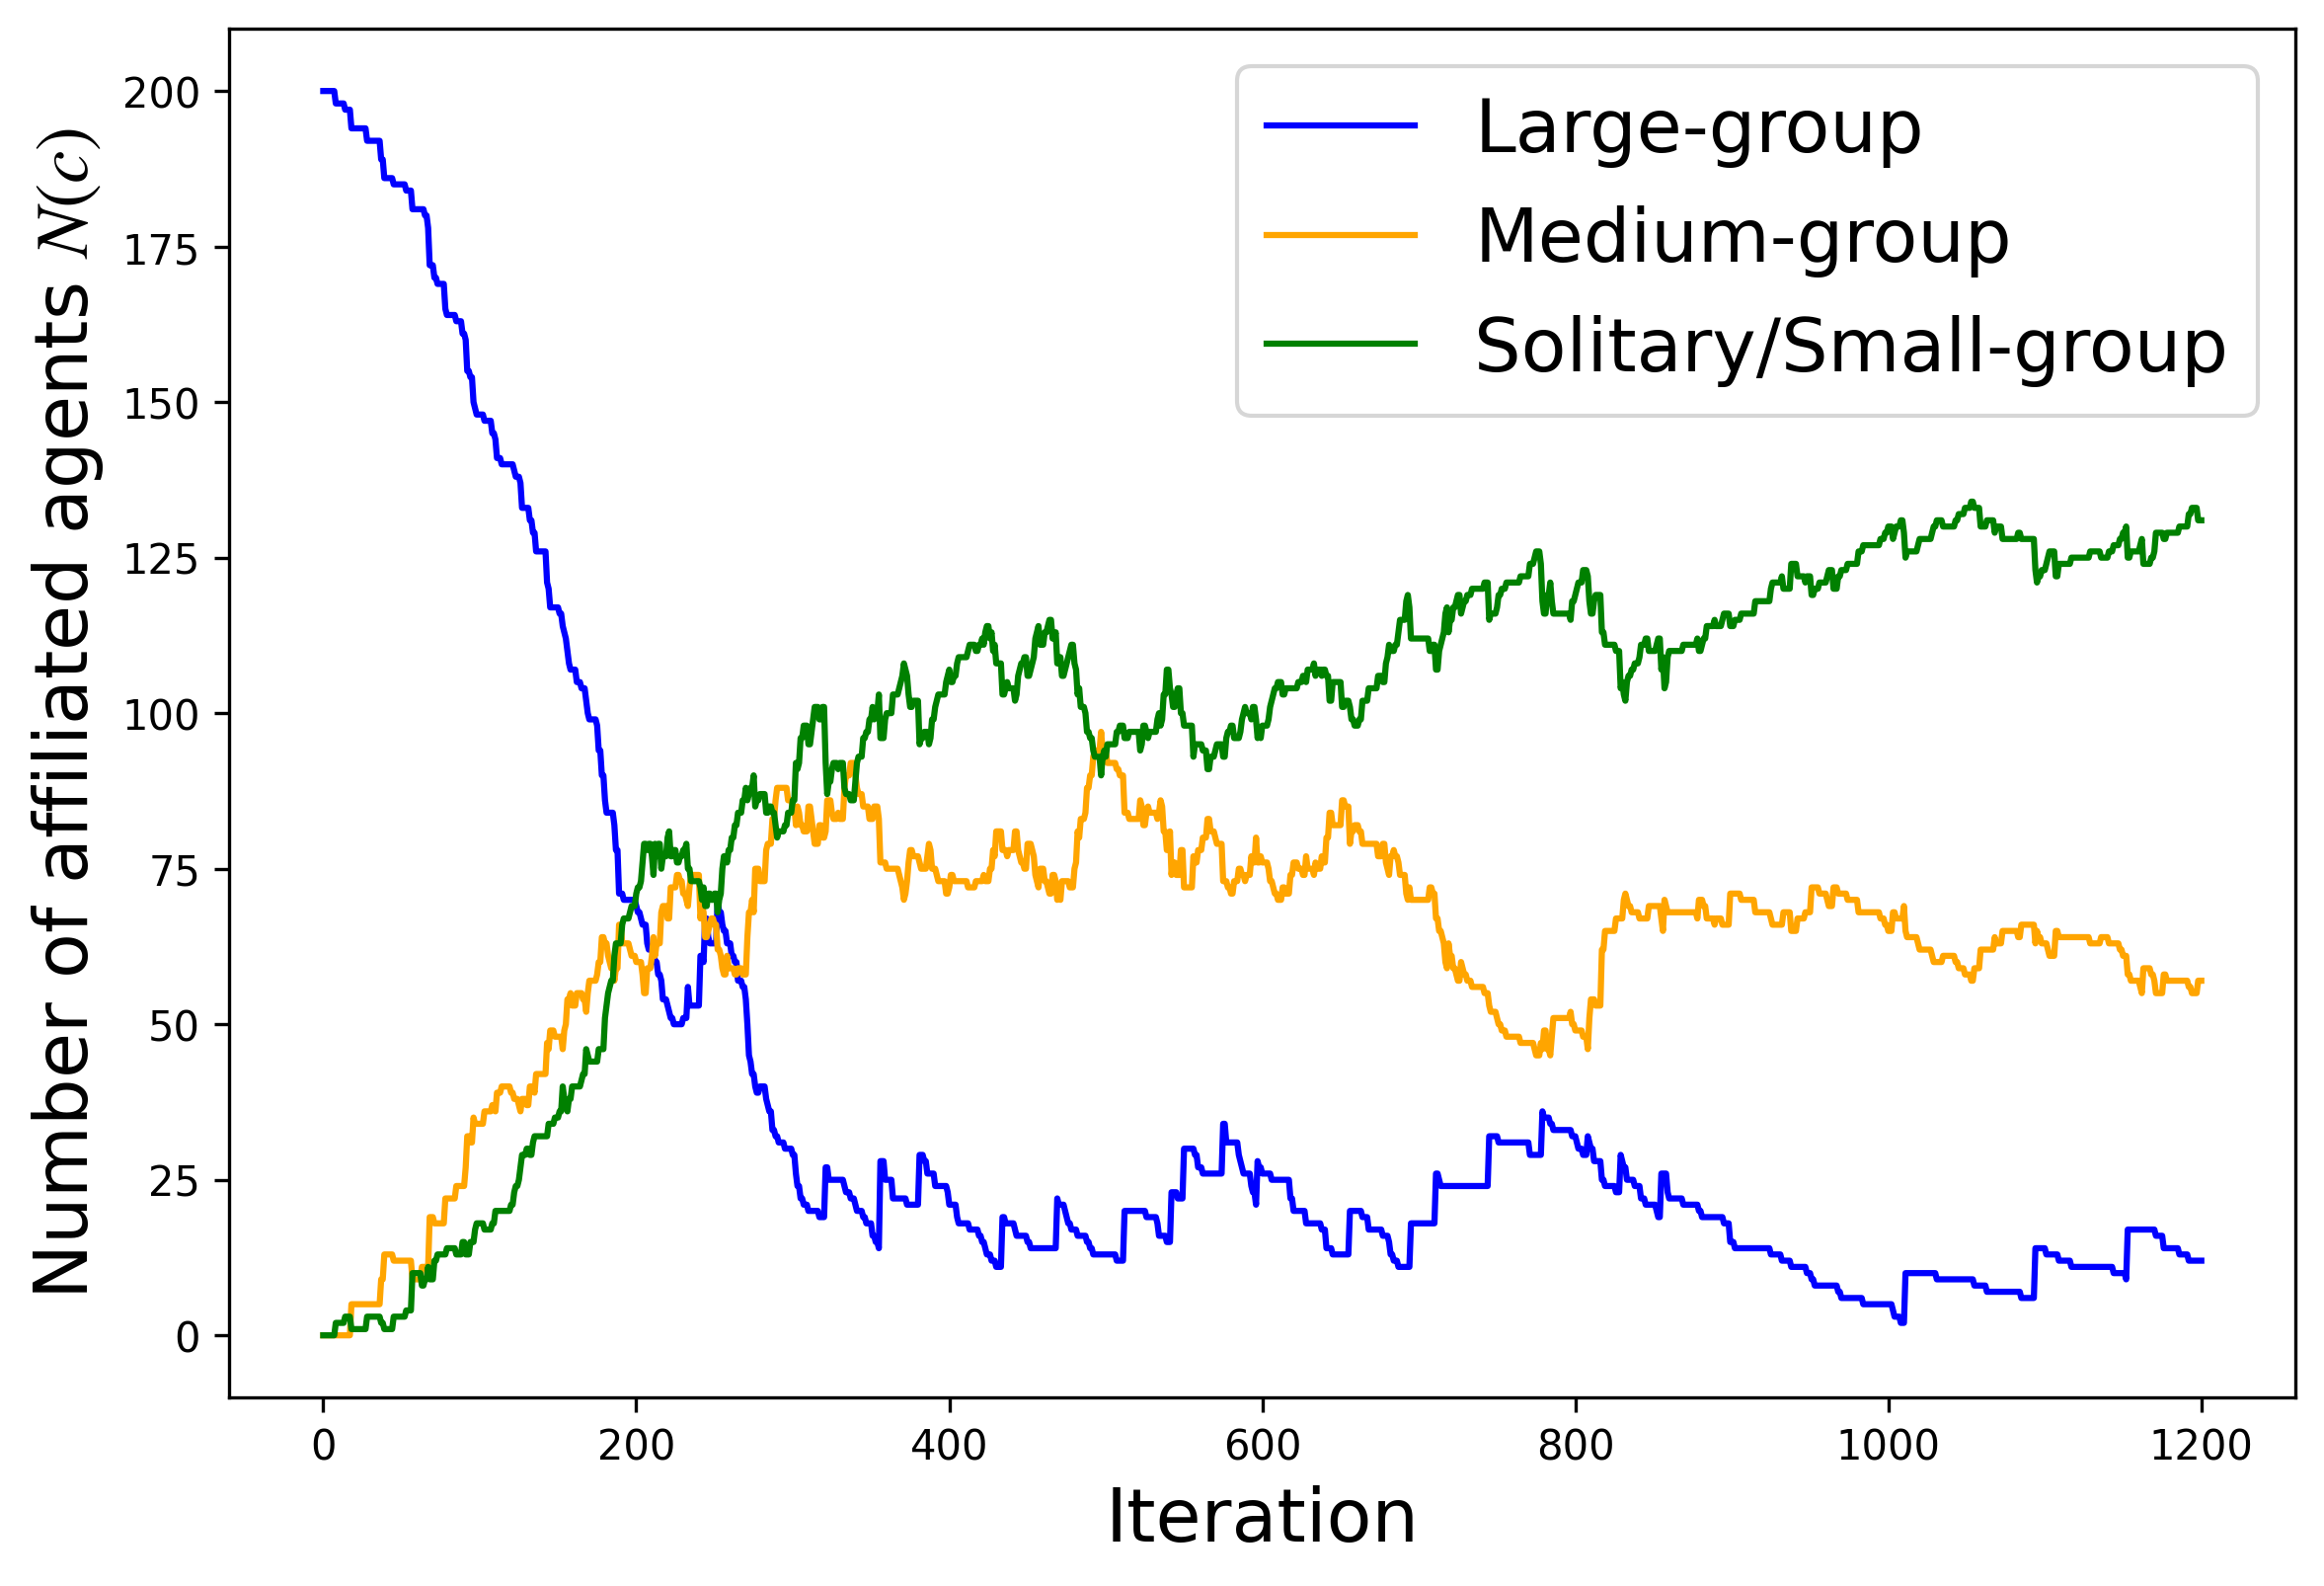 Number of affiliated agents N(c)
200
175
150
125
100
75
50
25
0
Large-group
Medium-group
Solitary/Small-group
0 200 400 600 800 1000 1200
Iteration